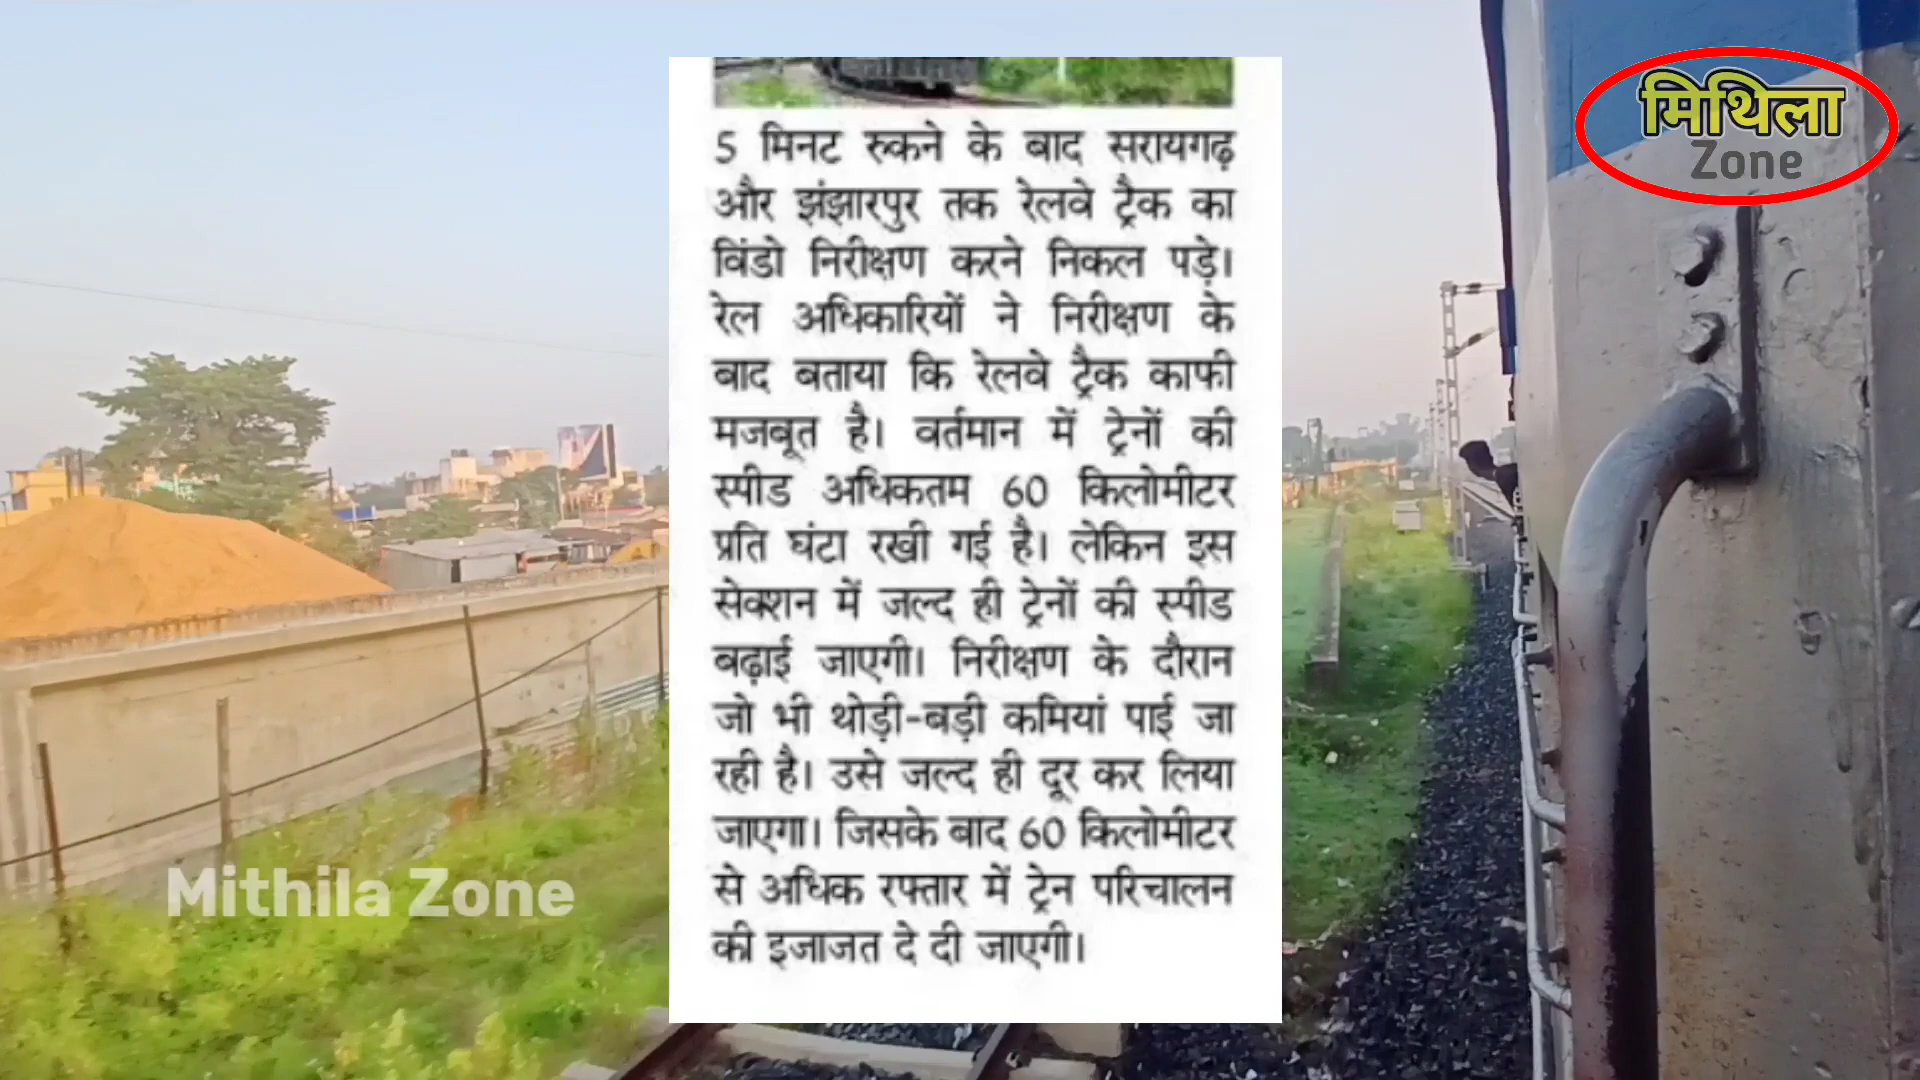 मिथिला
Zone
5 मिनट रुकने के बाद सरायगढ़
और झंझारपुर तक रेलवे ट्रैक का
विंडो निरीक्षण करने निकल पड़े।
रेल अधिकारियों ने निरीक्षण के
बाद बताया कि रेलवे ट्रैक काफी
मजबूत है। वर्तमान में ट्रेनों की
स्पीड अधिकतम 60 किलोमीटर
प्रति घंटा रखी गई है। लेकिन इस
सेक्शन में जल्द ही ट्रेनों की स्पीड
बढ़ाई जाएगी। निरीक्षण के दौरान
जो भी थोड़ी-बड़ी कमियां पाई जा
रही है। उसे जल्द ही दूर कर लिया
जाएगा। जिसके बाद 60 किलोमीटर
से अधिक रफ्तार में ट्रेन परिचालन
की इजाजत दे दी जाएगी।
Mithila Zone